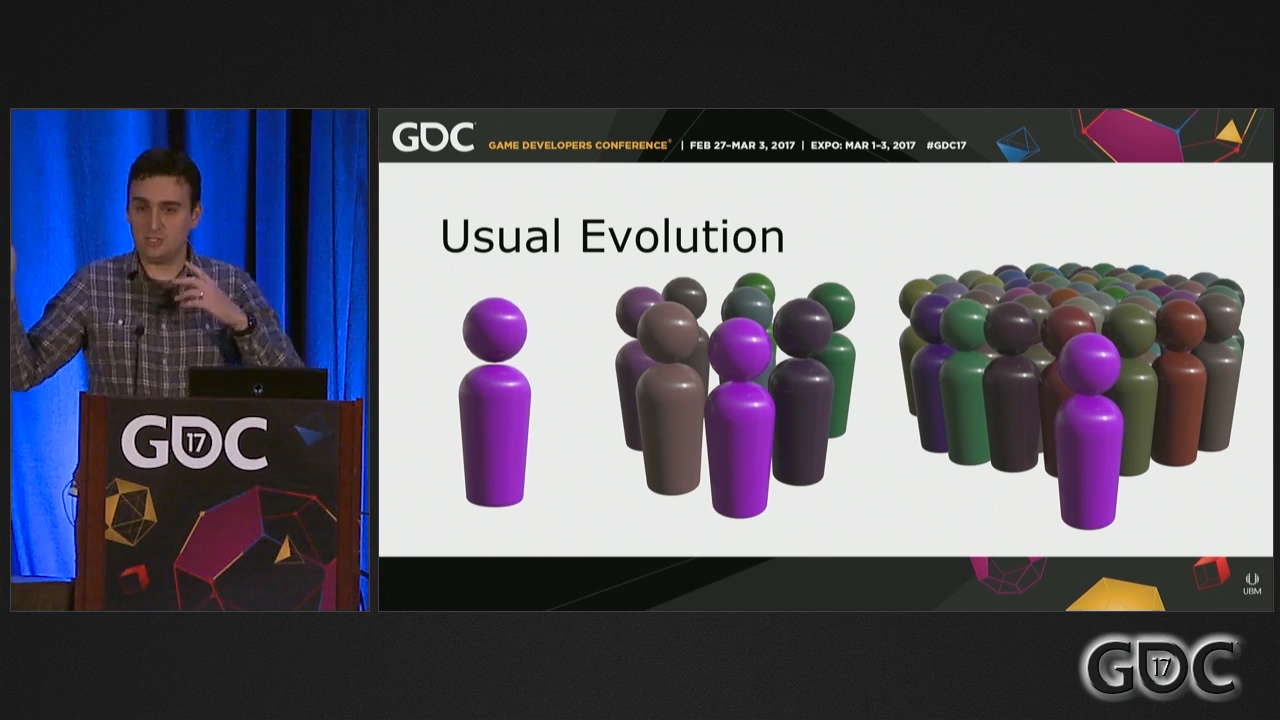 GDC
17
GDC GAME DEVELOPERS CONFERENCE® | FEB 27–MAR 3, 2017 | EXPO: MAR 1–3, 2017 #GDC17
Usual Evolution
UBM
GDC
17